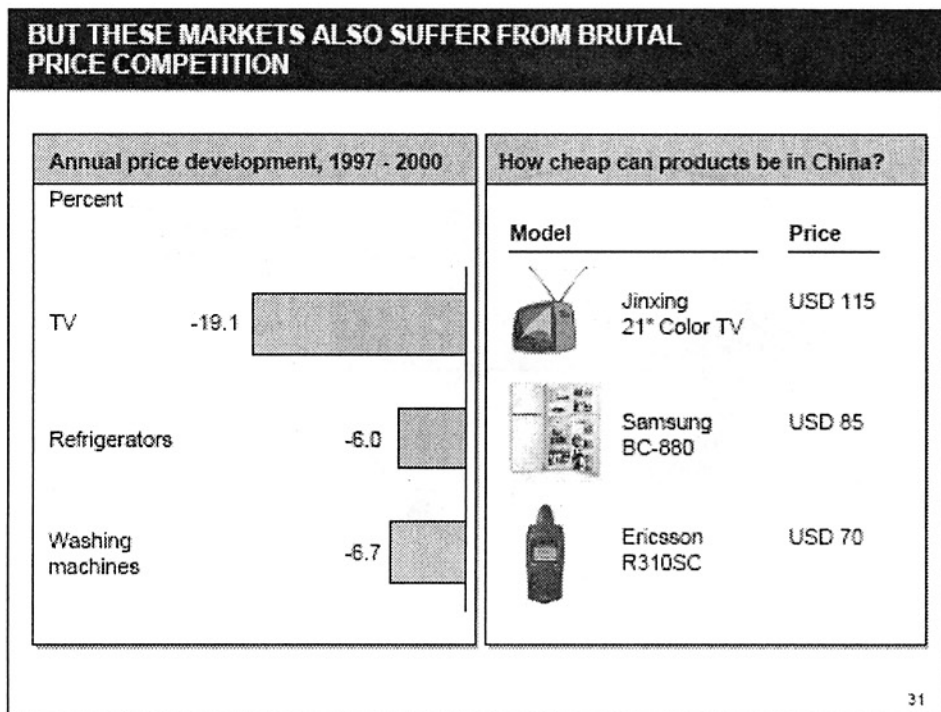 BUT THESE MARKETS ALSO SUFFER FROM BRUTAL
PRICE COMPETITION
Annual price development, 1997 - 2000
Percent
TV
-19.1
Refrigerators
-6.0
Washing
machines
-6.7
How cheap can products be in China?
Model
Price
Jinxing
21" Color TV
USD 115
Samsung
BC-880
USD 85
Ericsson
R310SC
USD 70
31